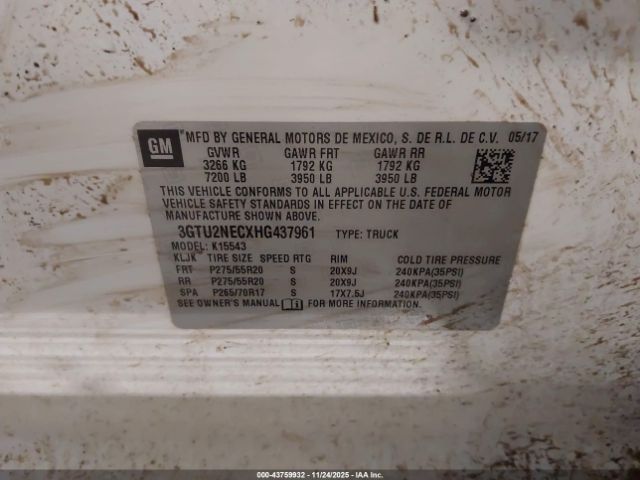 GM
MFD BY GENERAL MOTORS DE MEXICO, S. DE R.L. DE C.V. 05/17
GVWR GAWR FRT GAWR RR
3266 KG 1792 KG 1792 KG
7200 LB 3950 LB 3950 LB
THIS VEHICLE CONFORMS TO ALL APPLICABLE U.S. FEDERAL MOTOR
VEHICLE SAFETY STANDARDS IN EFFECT ON THE DATE OF
MANUFACTURE SHOWN ABOVE.
3GTU2NECXHG437961 TYPE: TRUCK
MODEL: K15543
KLJK TIRE SIZE SPEED RTG RIM COLD TIRE PRESSURE
FRT P275/55R20 S 20X9J 240KPA(35PSI)
RR P275/55R20 S 20X9J 240KPA(35PSI)
SPA P265/70R17 S 17X7.5J 240KPA(35PSI)
SEE OWNER'S MANUAL FOR MORE INFORMATION.
000-43759932 - 11/24/2025 - IAA Inc.